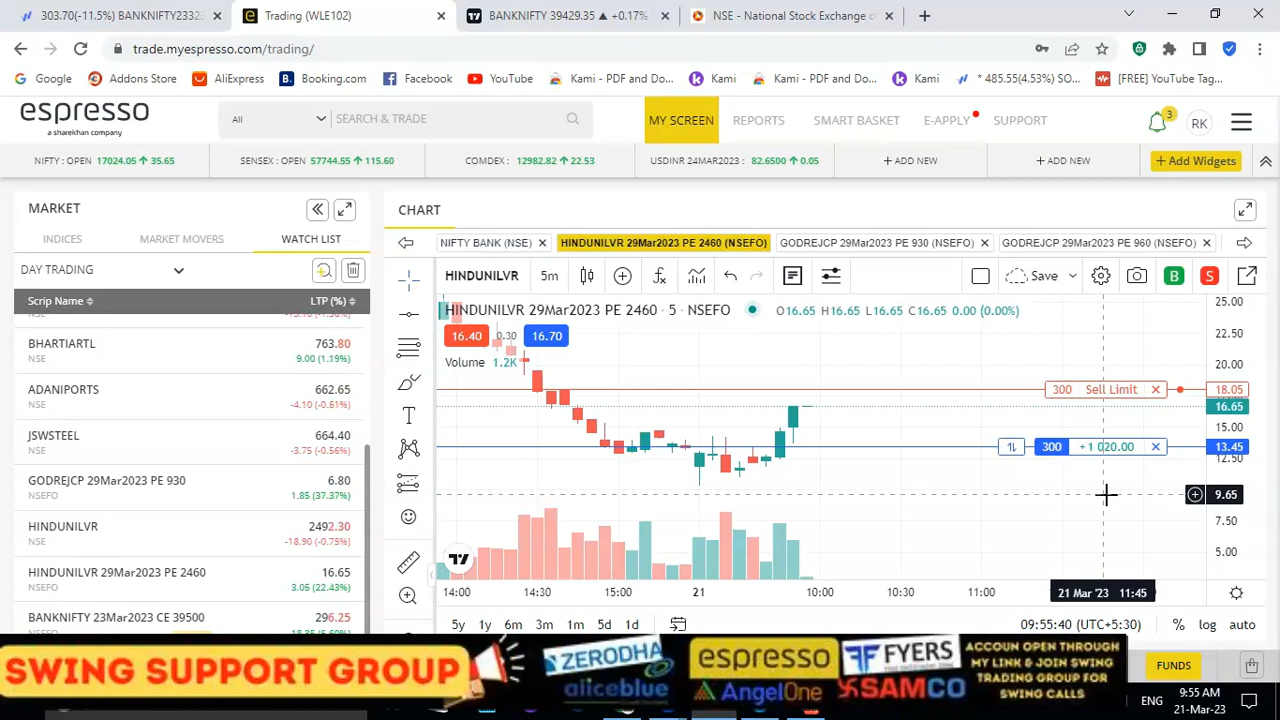 303.70(-11.5%) BANKNIFTY2332
Trading (WLE102)
BANKNIFTY 39429.35 ▲ +0.17%
NSE - National Stock Exchange of
trade.myespresso.com/trading/
Google
Addons Store
AliExpress
Booking.com
Facebook
YouTube
Kami - PDF and Do...
Kami
Kami - PDF and Do...
Kami
* 485.55(4.53%) SO...
[FREE] YouTube Tag...
espresso
a sharekhan company
All
SEARCH & TRADE
MY SCREEN
REPORTS
SMART BASKET
E-APPLY
SUPPORT
3
RK
NIFTY : OPEN 17024.05 ↑ 35.65
SENSEX : OPEN 57744.55 ↑ 115.60
COMDEX : 12982.82 ↑ 22.53
USDINR 24MAR2023 : 82.6500 ↑ 0.05
+ ADD NEW
+ ADD NEW
+ Add Widgets
MARKET
INDICES
MARKET MOVERS
WATCH LIST
DAY TRADING
Scrip Name
LTP (%)
NSE
BHARTIARTL 763.80
NSE 9.00 (1.19%)
ADANIPORTS 662.65
NSE -4.10 (-0.61%)
JSWSTEEL 664.40
NSE -3.75 (-0.56%)
GODREJCP 29Mar2023 PE 930 6.80
NSEFO 1.85 (37.37%)
HINDUNILVR 2492.30
NSE -18.90 (-0.75%)
HINDUNILVR 29Mar2023 PE 2460 16.65
NSEFO 3.05 (22.43%)
BANKNIFTY 23Mar2023 CE 39500 296.25
CHART
NIFTY BANK (NSE) ×
HINDUNILVR 29Mar2023 PE 2460 (NSEFO)
GODREJCP 29Mar2023 PE 930 (NSEFO) ×
GODREJCP 29Mar2023 PE 960 (NSEFO) ×
HINDUNILVR
5m
Save
B
S
HINDUNILVR 29Mar2023 PE 2460 · 5 · NSEFO
O16.65 H16.65 L16.65 C16.65 0.00 (0.00%)
16.40 0.30 16.70
Volume 1.2K
25.00
22.50
20.00
300 Sell Limit × 18.05
16.65
300 +1 020.00 × 13.45
12.50
9.65
7.50
5.00
14:00 14:30 15:00 21 10:00 10:30 11:00 21 Mar '23 11:45
5y 1y 6m 3m 1m 5d 1d
09:55:40 (UTC+5:30)
% log auto
SWING SUPPORT GROUP
ZERODHA
aliceblue
espresso
AngelOne
FYERS
SAMCO
ACCOUN OPEN THROUGH
MY LINK & JOIN SWING
TRADING GROUP FOR
SWING CALLS
FUNDS
ENG
9:55 AM
21-Mar-23